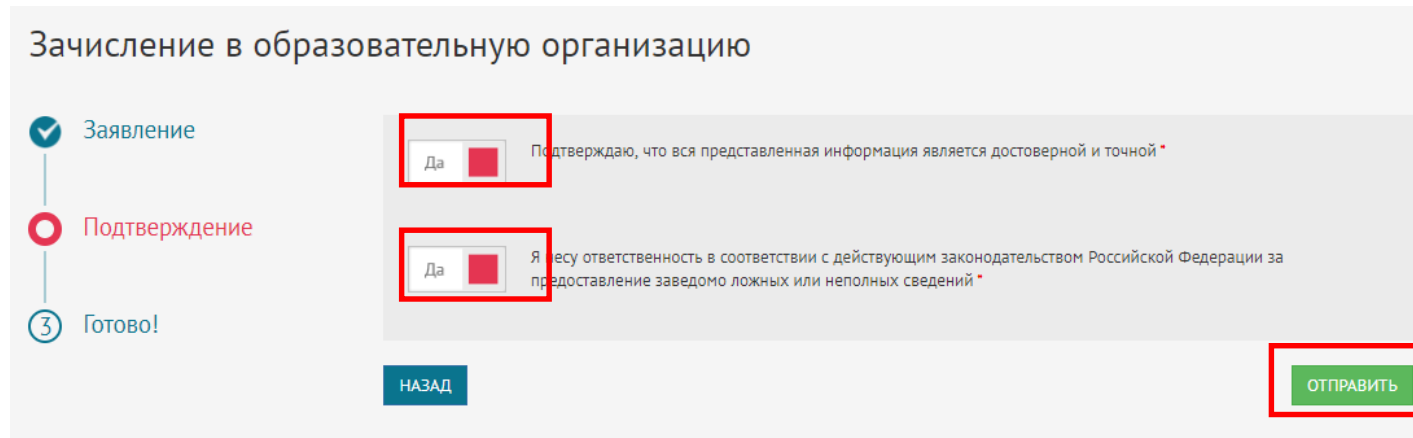 Зачисление в образовательную организацию
Заявление
Подтверждение
3 Готово!
Да
Подтверждаю, что вся представленная информация является достоверной и точной *
Да
Я несу ответственность в соответствии с действующим законодательством Российской Федерации за
предоставление заведомо ложных или неполных сведений *
НАЗАД
ОТПРАВИТЬ